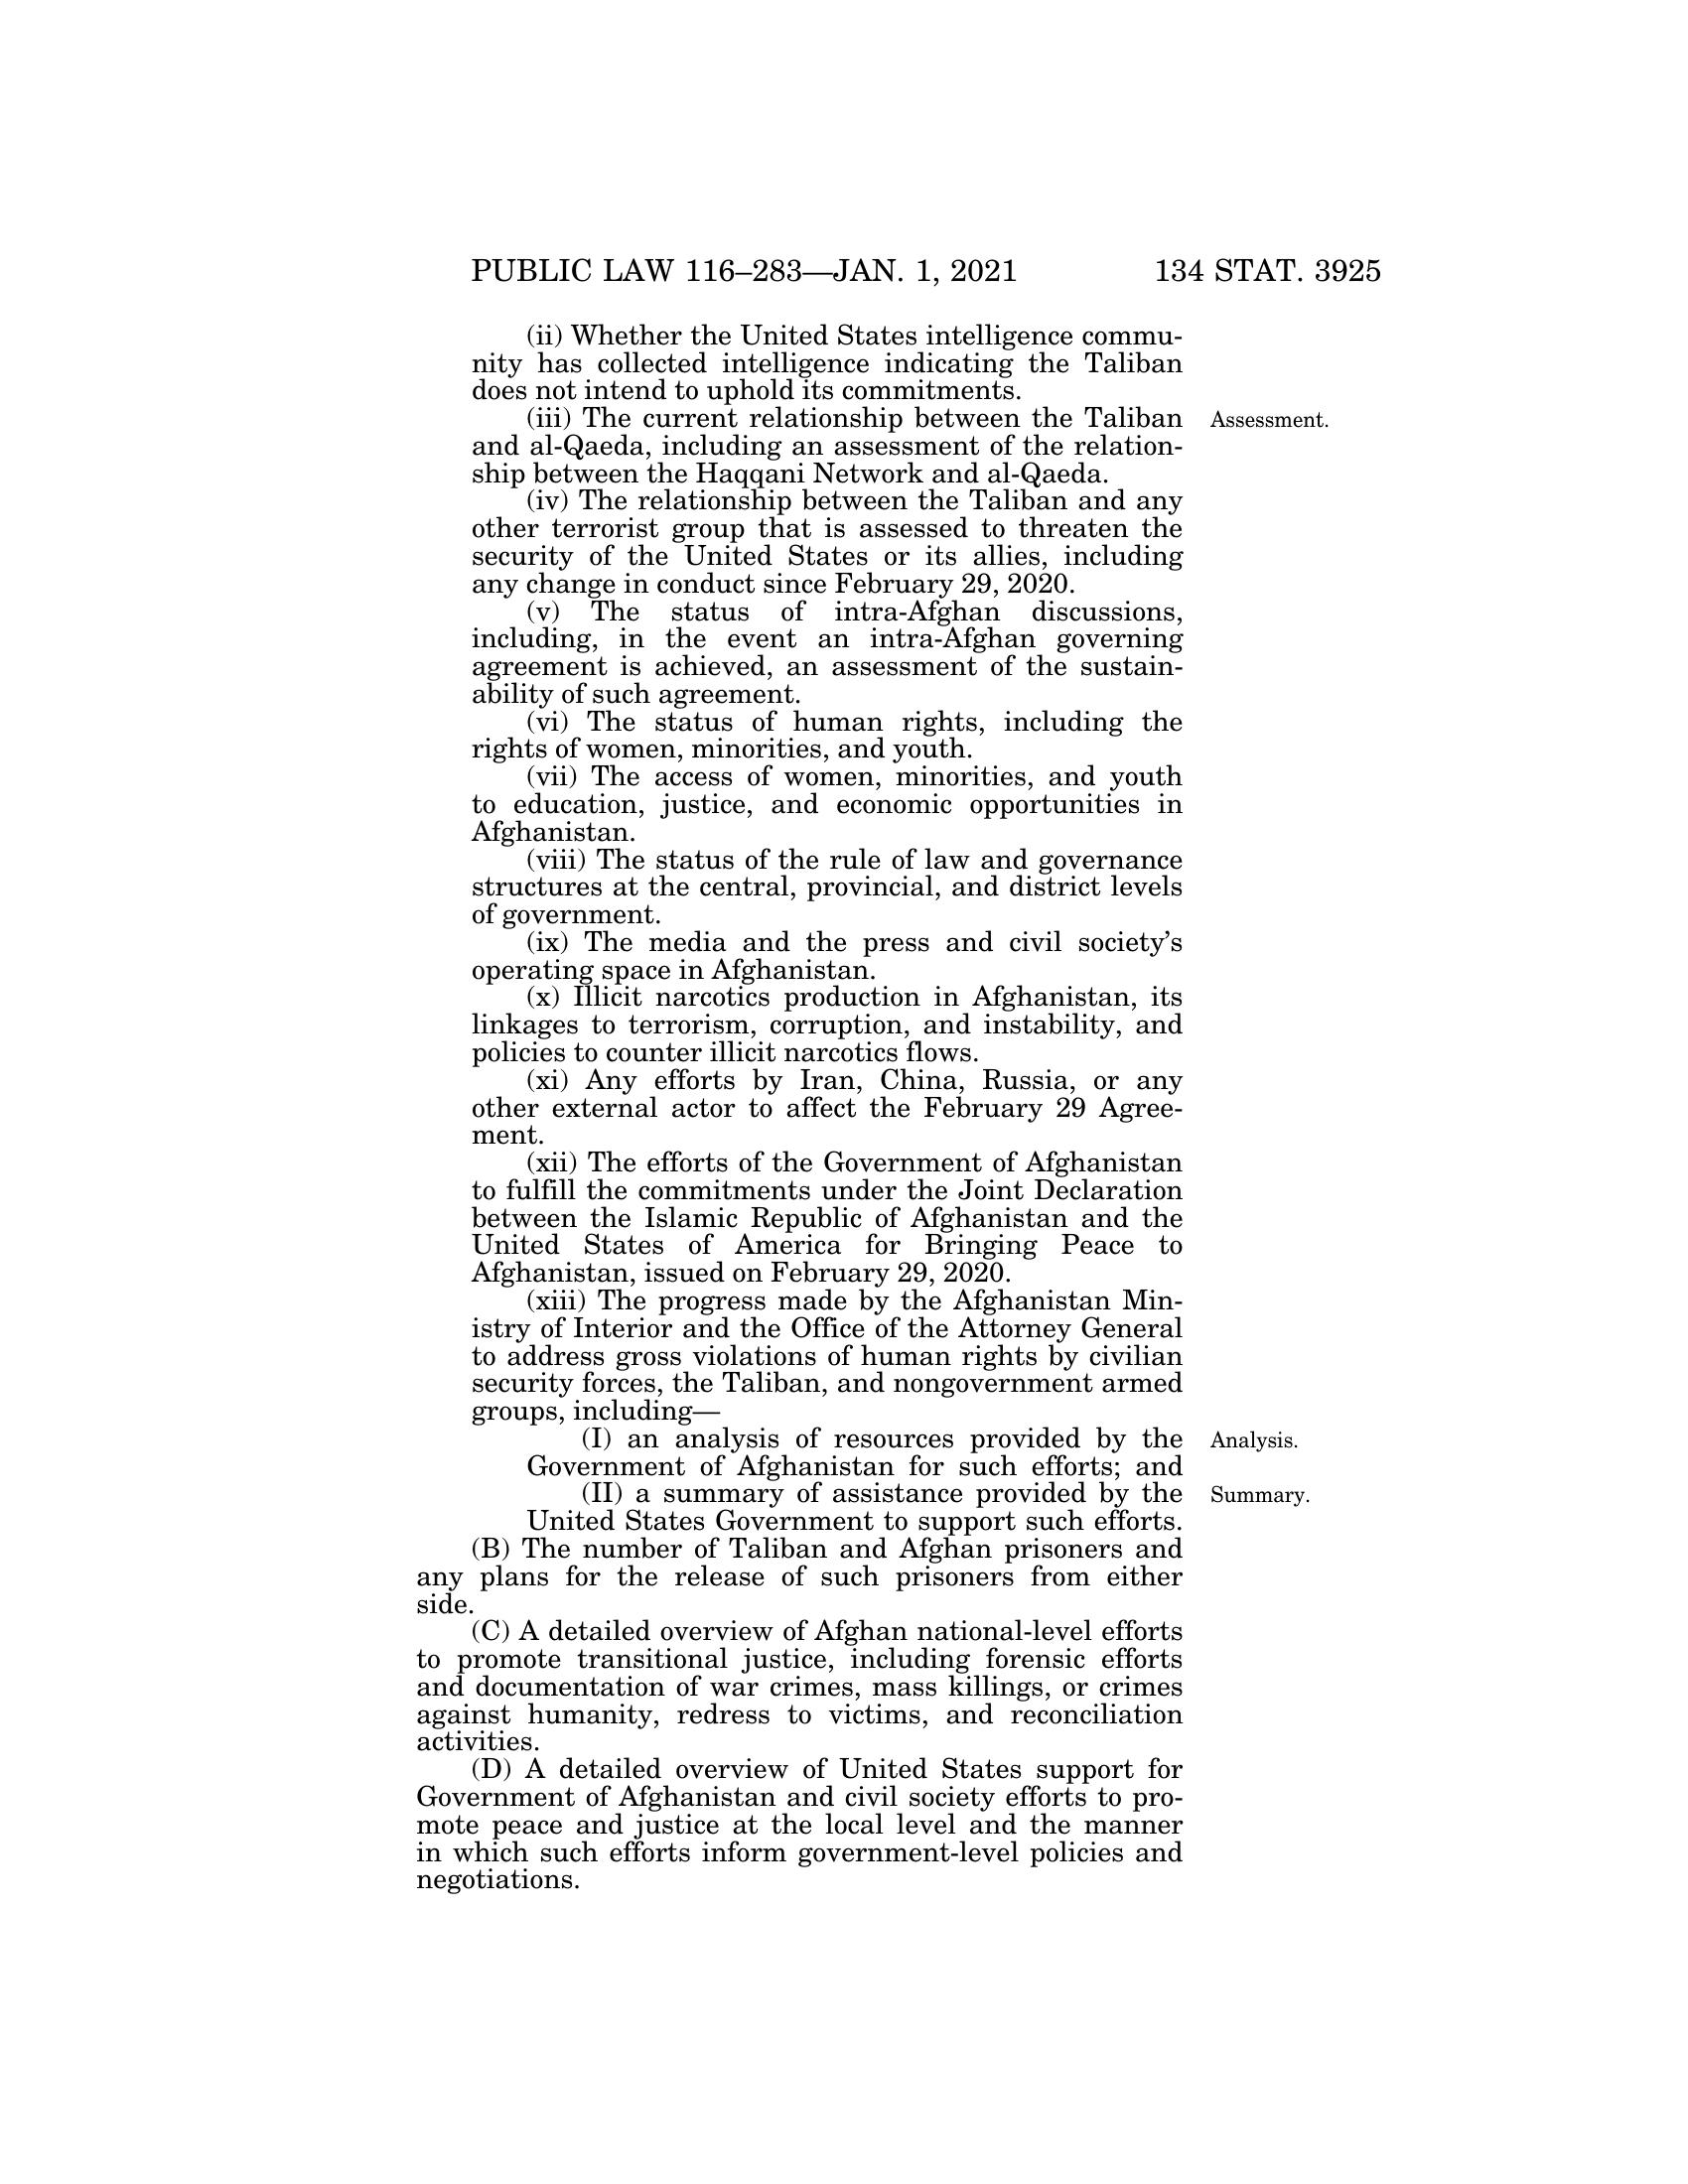 PUBLIC LAW 116–283—JAN. 1, 2021 134 STAT. 3925
(ii) Whether the United States intelligence commu-
nity has collected intelligence indicating the Taliban
does not intend to uphold its commitments.
(iii) The current relationship between the Taliban Assessment.
and al-Qaeda, including an assessment of the relation-
ship between the Haqqani Network and al-Qaeda.
(iv) The relationship between the Taliban and any
other terrorist group that is assessed to threaten the
security of the United States or its allies, including
any change in conduct since February 29, 2020.
(v) The status of intra-Afghan discussions,
including, in the event an intra-Afghan governing
agreement is achieved, an assessment of the sustain-
ability of such agreement.
(vi) The status of human rights, including the
rights of women, minorities, and youth.
(vii) The access of women, minorities, and youth
to education, justice, and economic opportunities in
Afghanistan.
(viii) The status of the rule of law and governance
structures at the central, provincial, and district levels
of government.
(ix) The media and the press and civil society’s
operating space in Afghanistan.
(x) Illicit narcotics production in Afghanistan, its
linkages to terrorism, corruption, and instability, and
policies to counter illicit narcotics flows.
(xi) Any efforts by Iran, China, Russia, or any
other external actor to affect the February 29 Agree-
ment.
(xii) The efforts of the Government of Afghanistan
to fulfill the commitments under the Joint Declaration
between the Islamic Republic of Afghanistan and the
United States of America for Bringing Peace to
Afghanistan, issued on February 29, 2020.
(xiii) The progress made by the Afghanistan Min-
istry of Interior and the Office of the Attorney General
to address gross violations of human rights by civilian
security forces, the Taliban, and nongovernment armed
groups, including—
(I) an analysis of resources provided by the Analysis.
Government of Afghanistan for such efforts; and
(II) a summary of assistance provided by the Summary.
United States Government to support such efforts.
(B) The number of Taliban and Afghan prisoners and
any plans for the release of such prisoners from either
side.
(C) A detailed overview of Afghan national-level efforts
to promote transitional justice, including forensic efforts
and documentation of war crimes, mass killings, or crimes
against humanity, redress to victims, and reconciliation
activities.
(D) A detailed overview of United States support for
Government of Afghanistan and civil society efforts to pro-
mote peace and justice at the local level and the manner
in which such efforts inform government-level policies and
negotiations.